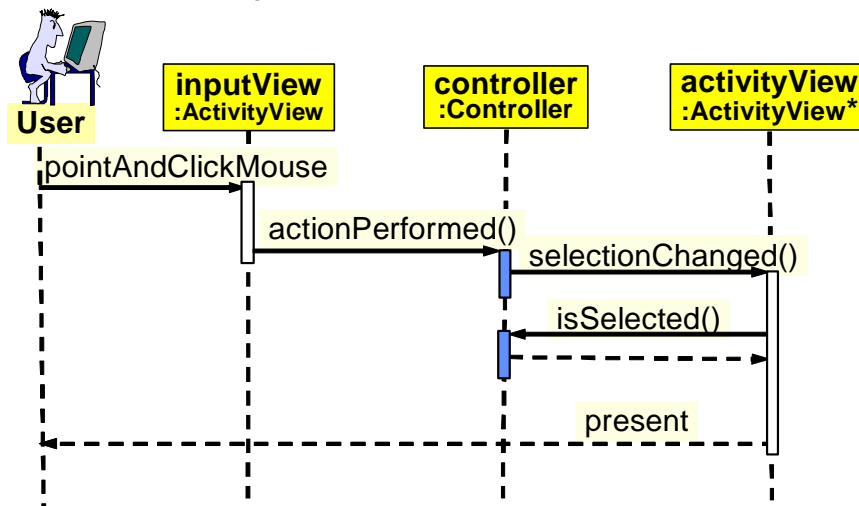 inputView
:ActivityView
controller
:Controller
activityView
:ActivityView*
User
pointAndClickMouse
actionPerformed()
selectionChanged()
isSelected()
present